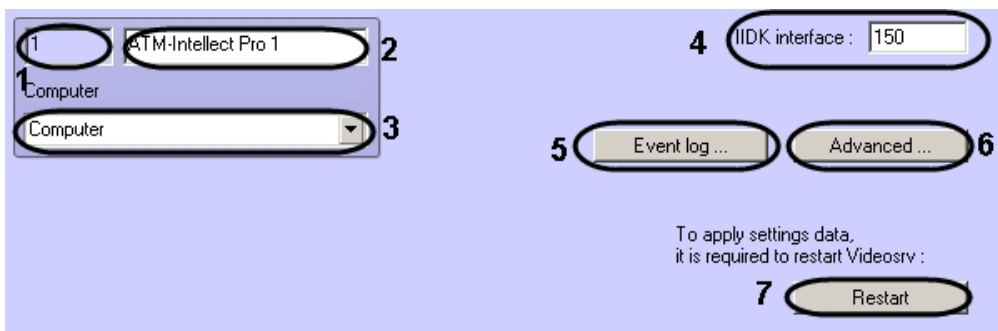 1 ATM-Intellect Pro 1 2
1 Computer
Computer 3
4 IIDK interface : 150
5 Event log ... Advanced ... 6
To apply settings data,
it is required to restart Videosrv :
7 Restart